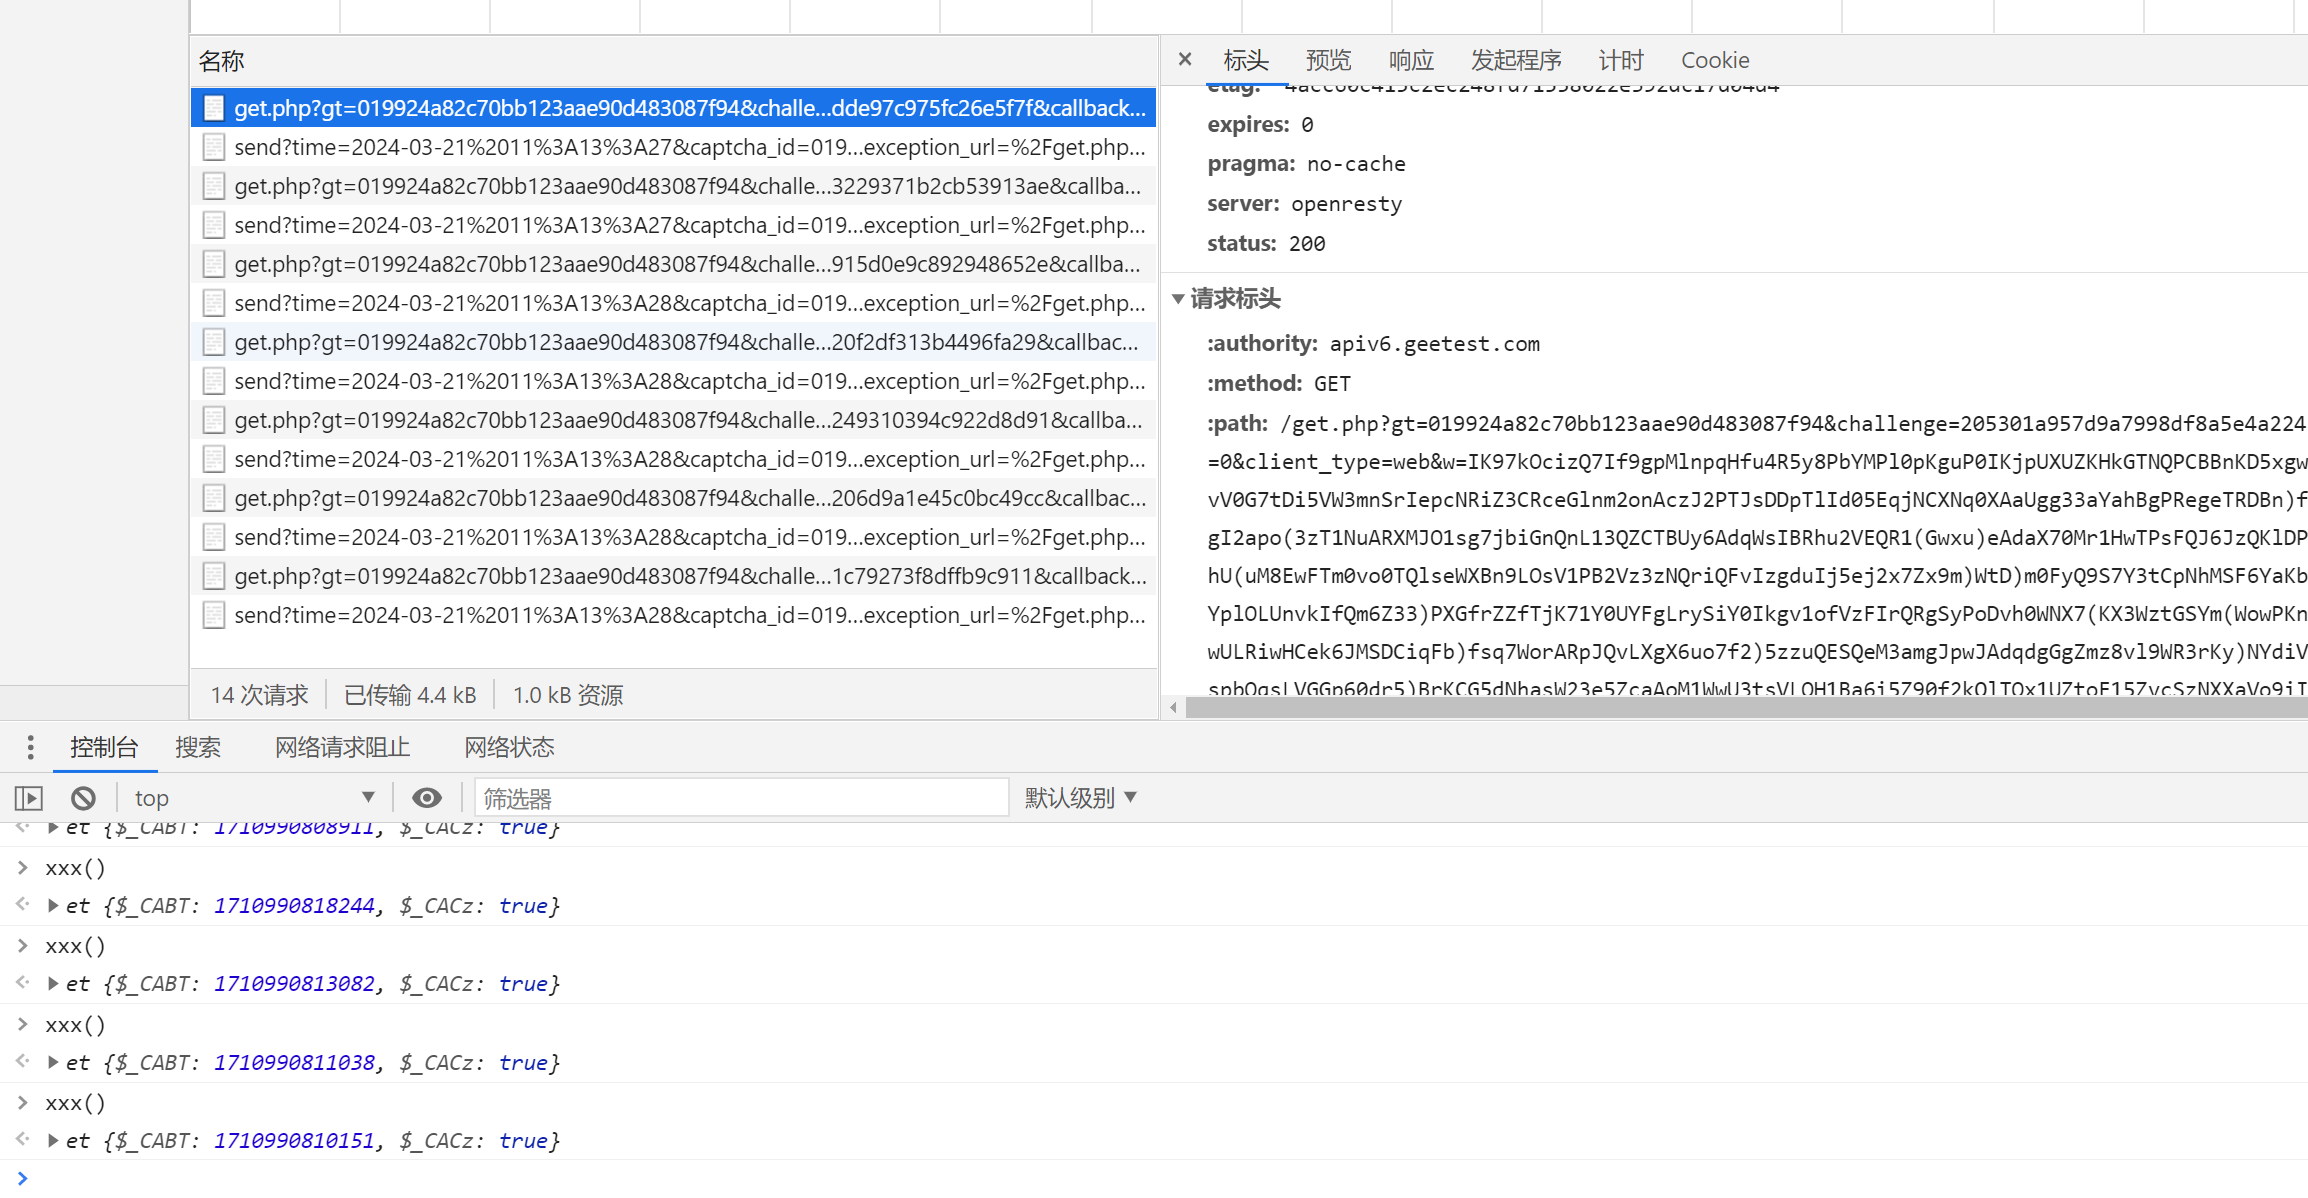 名称
get.php?gt=019924a82c70bb123aae90d483087f94&challe...dde97c975fc26e5f7f&callback...
send?time=2024-03-21%2011%3A13%3A27&captcha_id=019...exception_url=%2Fget.php...
get.php?gt=019924a82c70bb123aae90d483087f94&challe...3229371b2cb53913ae&callba...
send?time=2024-03-21%2011%3A13%3A27&captcha_id=019...exception_url=%2Fget.php...
get.php?gt=019924a82c70bb123aae90d483087f94&challe...915d0e9c892948652e&callba...
send?time=2024-03-21%2011%3A13%3A28&captcha_id=019...exception_url=%2Fget.php...
get.php?gt=019924a82c70bb123aae90d483087f94&challe...20f2df313b4496fa29&callbac...
send?time=2024-03-21%2011%3A13%3A28&captcha_id=019...exception_url=%2Fget.php...
get.php?gt=019924a82c70bb123aae90d483087f94&challe...249310394c922d8d91&callba...
send?time=2024-03-21%2011%3A13%3A28&captcha_id=019...exception_url=%2Fget.php...
get.php?gt=019924a82c70bb123aae90d483087f94&challe...206d9a1e45c0bc49cc&callback...
send?time=2024-03-21%2011%3A13%3A28&captcha_id=019...exception_url=%2Fget.php...
get.php?gt=019924a82c70bb123aae90d483087f94&challe...1c79273f8dffb9c911&callback...
send?time=2024-03-21%2011%3A13%3A28&captcha_id=019...exception_url=%2Fget.php...
14 次请求 已传输 4.4 kB 1.0 kB 资源
× 标头 预览 响应 发起程序 计时 Cookie
etag:
expires: 0
pragma: no-cache
server: openresty
status: 200
请求标头
:authority: apiv6.geetest.com
:method: GET
:path: /get.php?gt=019924a82c70bb123aae90d483087f94&challenge=205301a957d9a7998df8a5e4a224
=0&client_type=web&w=IK97kOcizQ7If9gpMlnpqHfu4R5y8PbYMPl0pKguP0IKjpUXUZKHkGTNQPCBBnKD5xgw
vV0G7tDi5VW3mnSrIepcNRiZ3CRceGlnm2onAczJ2PTJsDDpTlId05EqjNCXNq0XAaUgg33aYahBgPRegeTRDBn)f
gI2apo(3zT1NuARXMJO1sg7jbiGnQnL13QZCTBUy6AdqWsIBRhu2VEQR1(Gwxu)eAdaX70Mr1HwTPsFQJ6JzQKlDP
hU(uM8EwFTm0vo0TQlseWXBn9LOsV1PB2Vz3zNQriQFvIzgduIj5ej2x7Zx9m)WtD)m0FyQ9S7Y3tCpNhMSF6YaKb
YplOLUnvkIfQm6Z33)PXGfrZZfTjK71Y0UYFgLrySiY0Ikgv1ofVzFIrQRgSyPoDvh0WNX7(KX3WztGSYm(WowPKn
wULRiwHCek6JMSDCiqFb)fsq7WorARpJQvLXgX6uo7f2)5zzuQESQeM3amgJpwJAdqdgGgZmz8vl9WR3rKy)NYdiV
控制台 搜索 网络请求阻止 网络状态
top 筛选器 默认级别
et {$_CABT: 1710990808911, $_CACz: true}
xxx()
et {$_CABT: 1710990818244, $_CACz: true}
xxx()
et {$_CABT: 1710990813082, $_CACz: true}
xxx()
et {$_CABT: 1710990811038, $_CACz: true}
xxx()
et {$_CABT: 1710990810151, $_CACz: true}